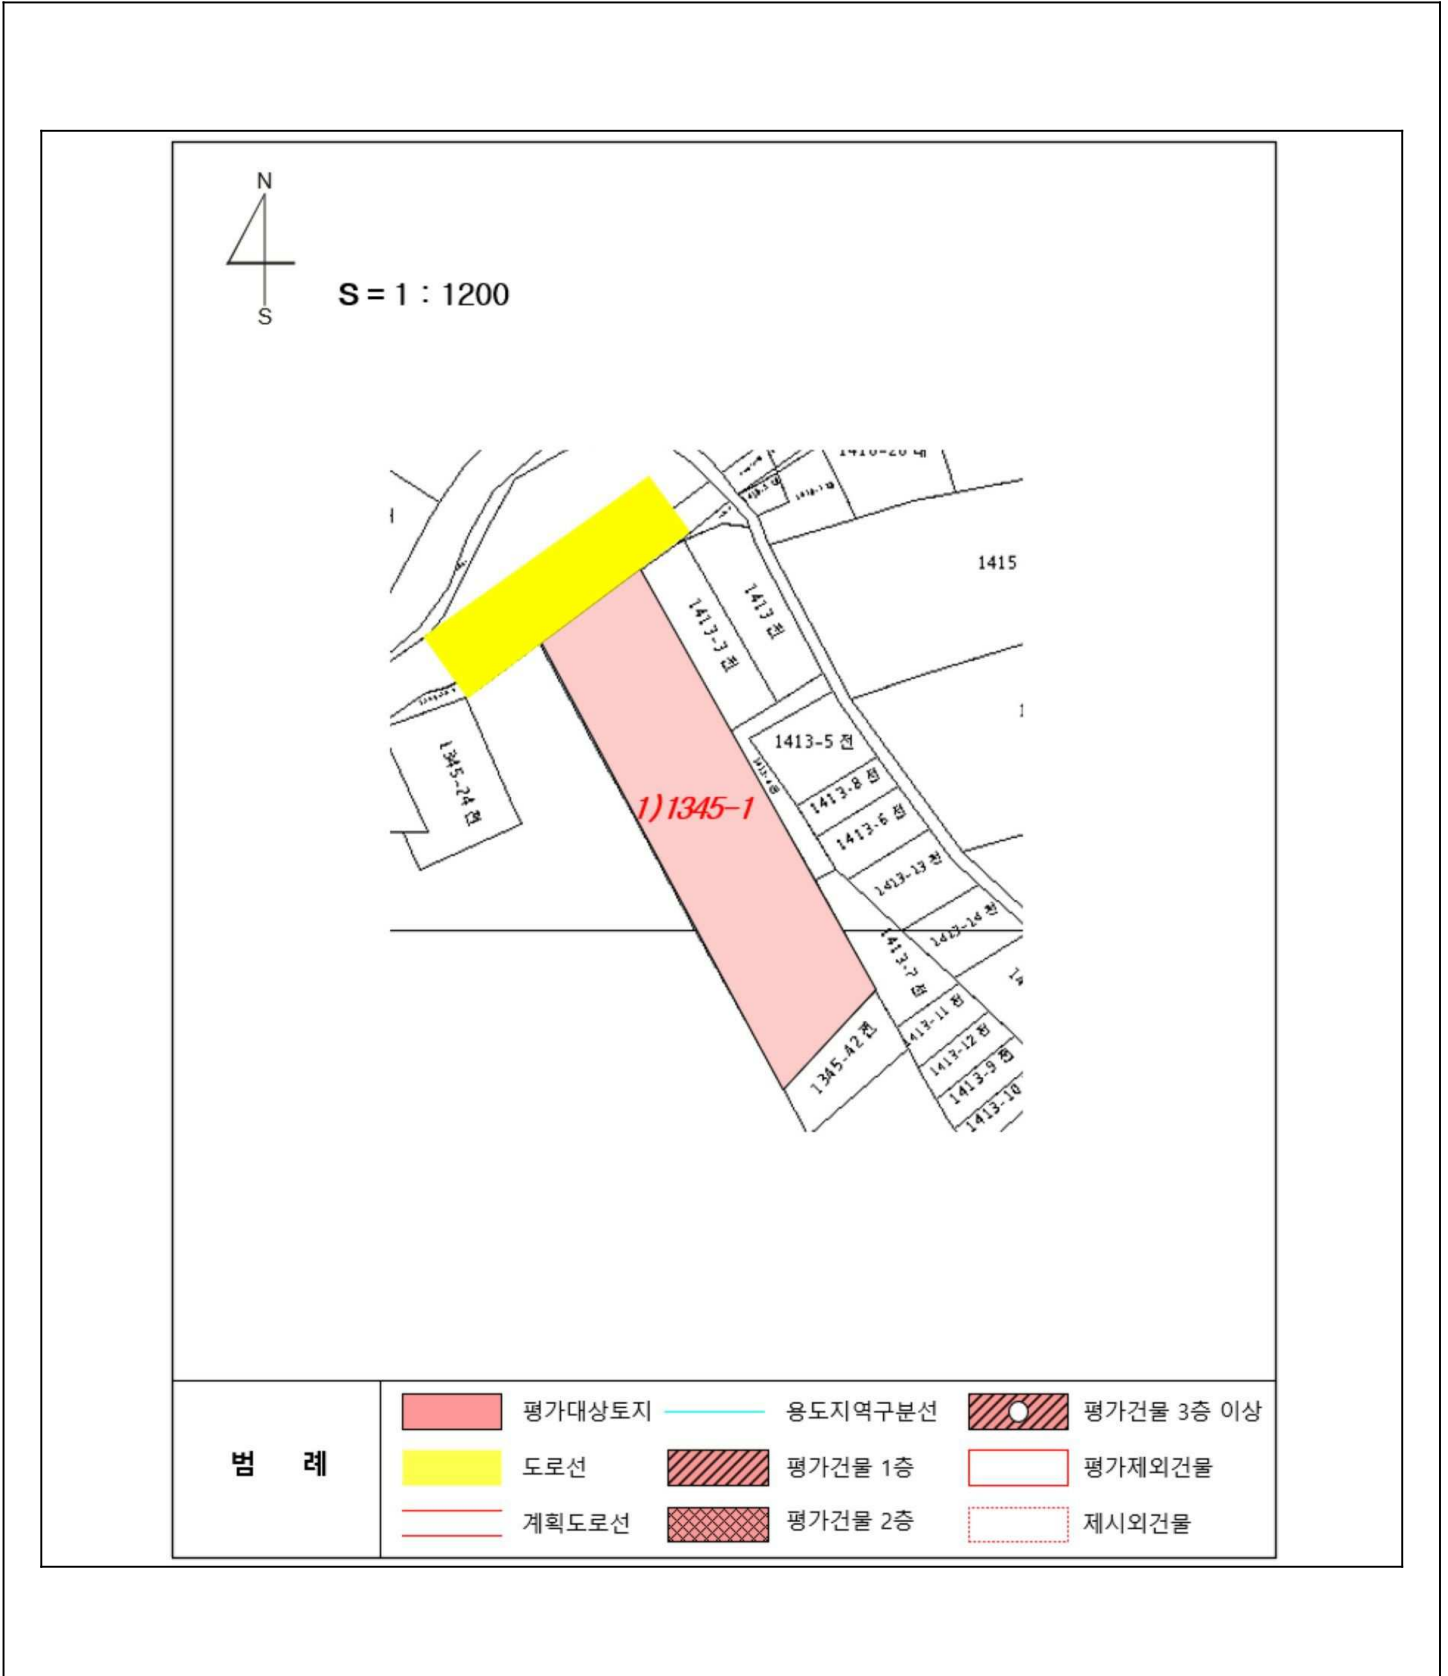 N
S
S = 1 : 1200
1415
1413 전
1413-3 전
1413-5 전
1345-24 전
1413-8 전
1)1345-1
1413-6 전
1413-13 전
1413-14 전
1413-7 전
1413-11 전
1413-12 전
1345-42 전
1413-9 전
1413-10
범 례
평가대상토지
용도지역구분선
평가건물 3층 이상
도로선
평가건물 1층
평가제외건물
계획도로선
평가건물 2층
제시외건물